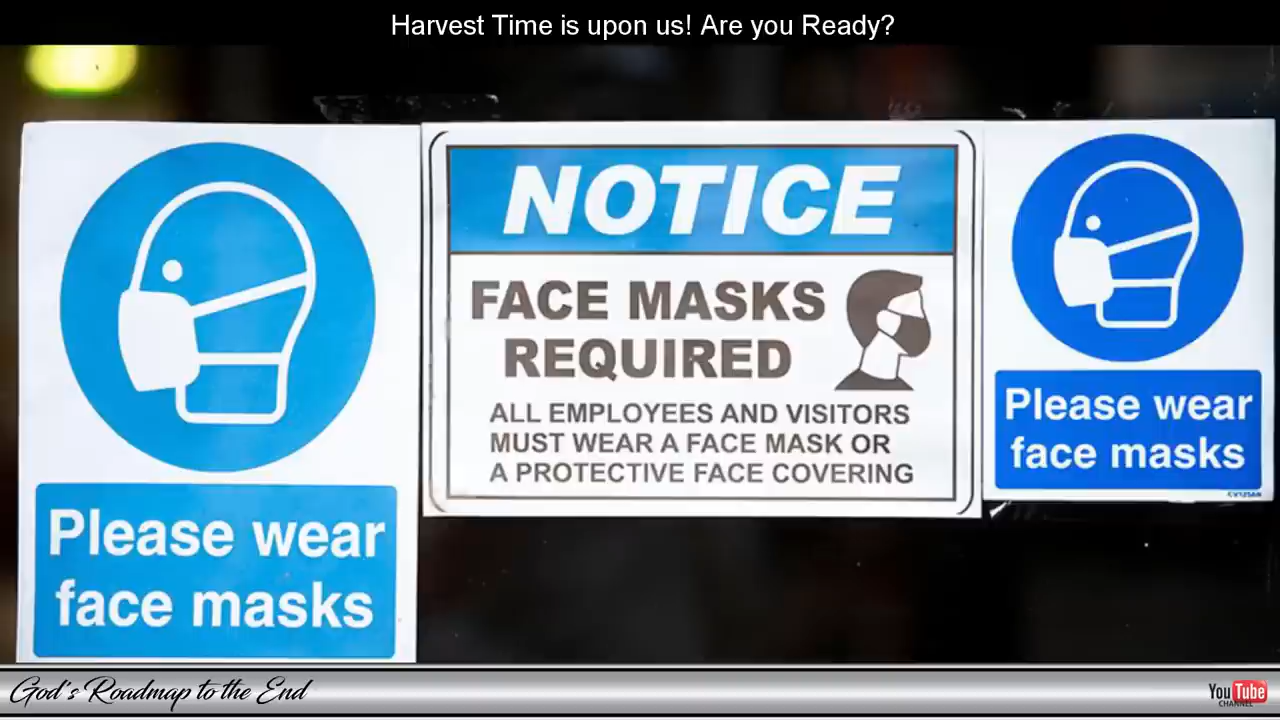 Harvest Time is upon us! Are you Ready?
Please wear
face masks
NOTICE
FACE MASKS
REQUIRED
ALL EMPLOYEES AND VISITORS
MUST WEAR A FACE MASK OR
A PROTECTIVE FACE COVERING
Please wear
face masks
God's Roadmap to the End
YouTube
CHANNEL